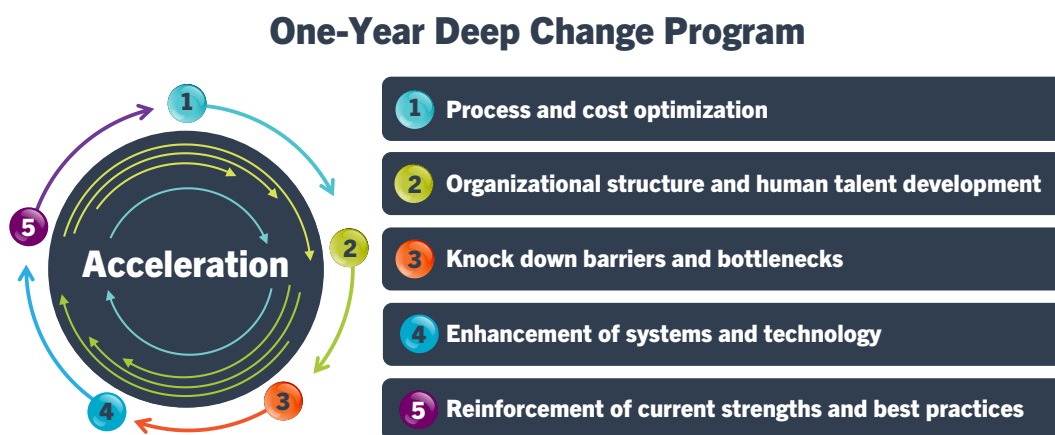 One-Year Deep Change Program
1
2
3
4
5
Acceleration
1 Process and cost optimization
2 Organizational structure and human talent development
3 Knock down barriers and bottlenecks
4 Enhancement of systems and technology
5 Reinforcement of current strengths and best practices